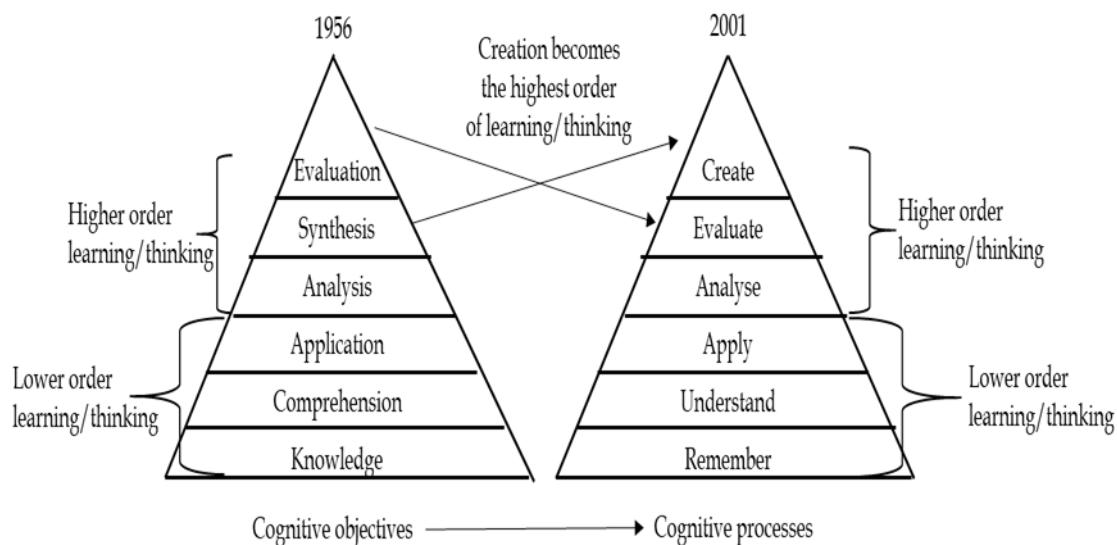 1956
2001
Creation becomes
the highest order
of learning/thinking
Evaluation
Synthesis
Analysis
Application
Comprehension
Knowledge
Higher order
learning/thinking
Lower order
learning/thinking
Create
Evaluate
Analyse
Apply
Understand
Remember
Higher order
learning/thinking
Lower order
learning/thinking
Cognitive objectives
Cognitive processes